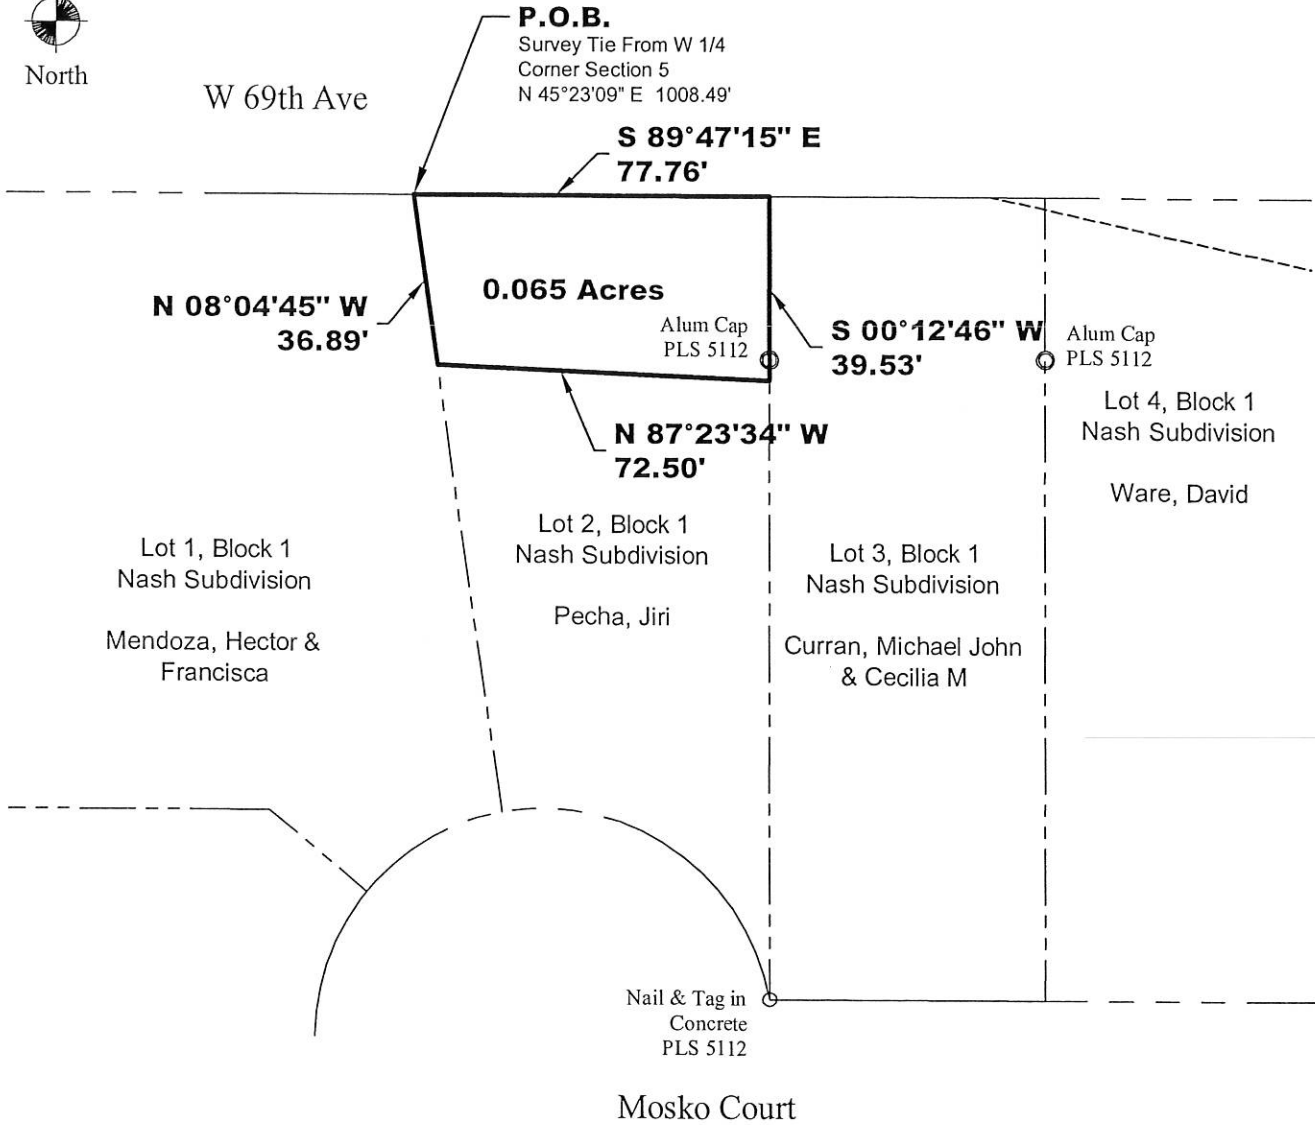 P.O.B.
Survey Tie From W 1/4
Corner Section 5
N 45°23'09" E 1008.49'
North
W 69th Ave
S 89°47'15" E
77.76'
N 08°04'45" W
36.89'
0.065 Acres
Alum Cap
PLS 5112
S 00°12'46" W
39.53'
Alum Cap
PLS 5112
N 87°23'34" W
72.50'
Lot 4, Block 1
Nash Subdivision
Ware, David
Lot 1, Block 1
Nash Subdivision
Mendoza, Hector &
Francisca
Lot 2, Block 1
Nash Subdivision
Pecha, Jiri
Lot 3, Block 1
Nash Subdivision
Curran, Michael John
& Cecilia M
Nail & Tag in
Concrete
PLS 5112
Mosko Court